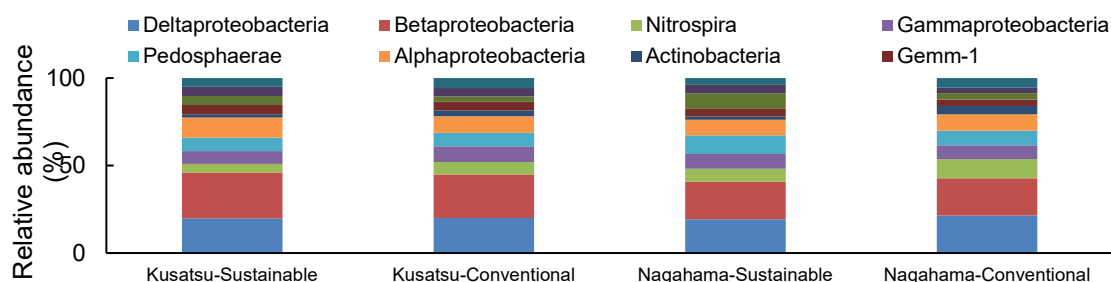 Deltaproteobacteria Betaproteobacteria Nitrospira Gammaproteobacteria
Pedosphaerae Alphaproteobacteria Actinobacteria Gemm-1
Relative abundance
(%)
100
50
0
Kusatsu-Sustainable Kusatsu-Conventional Nagahama-Sustainable Nagahama-Conventional